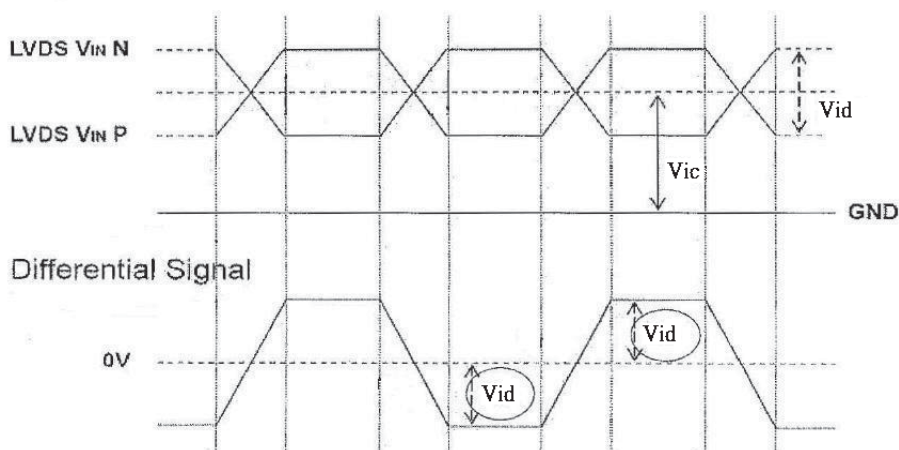 LVDS VIN N
Vid
LVDS VIN P
Vic
GND
Differential Signal
Vid
0V
Vid